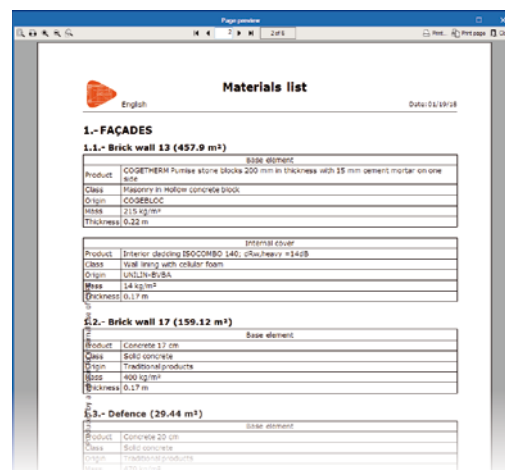 Page preview
2
2 of 5
Print...
Print page
Materials list
English
Date: 01/19/18
1.- FAÇADES
1.1.- Brick wall 13 (457.9 m²)
Base element
Product COGETHERM Pumise stone blocks 200 mm in thickness with 15 mm cement mortar on one
side
Class Masonry in Hollow concrete block
Origin COGEBLOC
Mass 215 kg/m²
Thickness 0.22 m
Internal cover
Product Interior cladding ISOCOMBO 140; dRw,heavy =14dB
Class Wall lining with cellular foam
Origin UNILIN-BVBA
Mass 14 kg/m²
Thickness 0.17 m
1.2.- Brick wall 17 (159.12 m²)
Base element
Product Concrete 17 cm
Class Solid concrete
Origin Traditional products
Mass 400 kg/m²
Thickness 0.17 m
1.3.- Defence (29.44 m²)
Base element
Product Concrete 20 cm
Class Solid concrete
Origin Traditional products